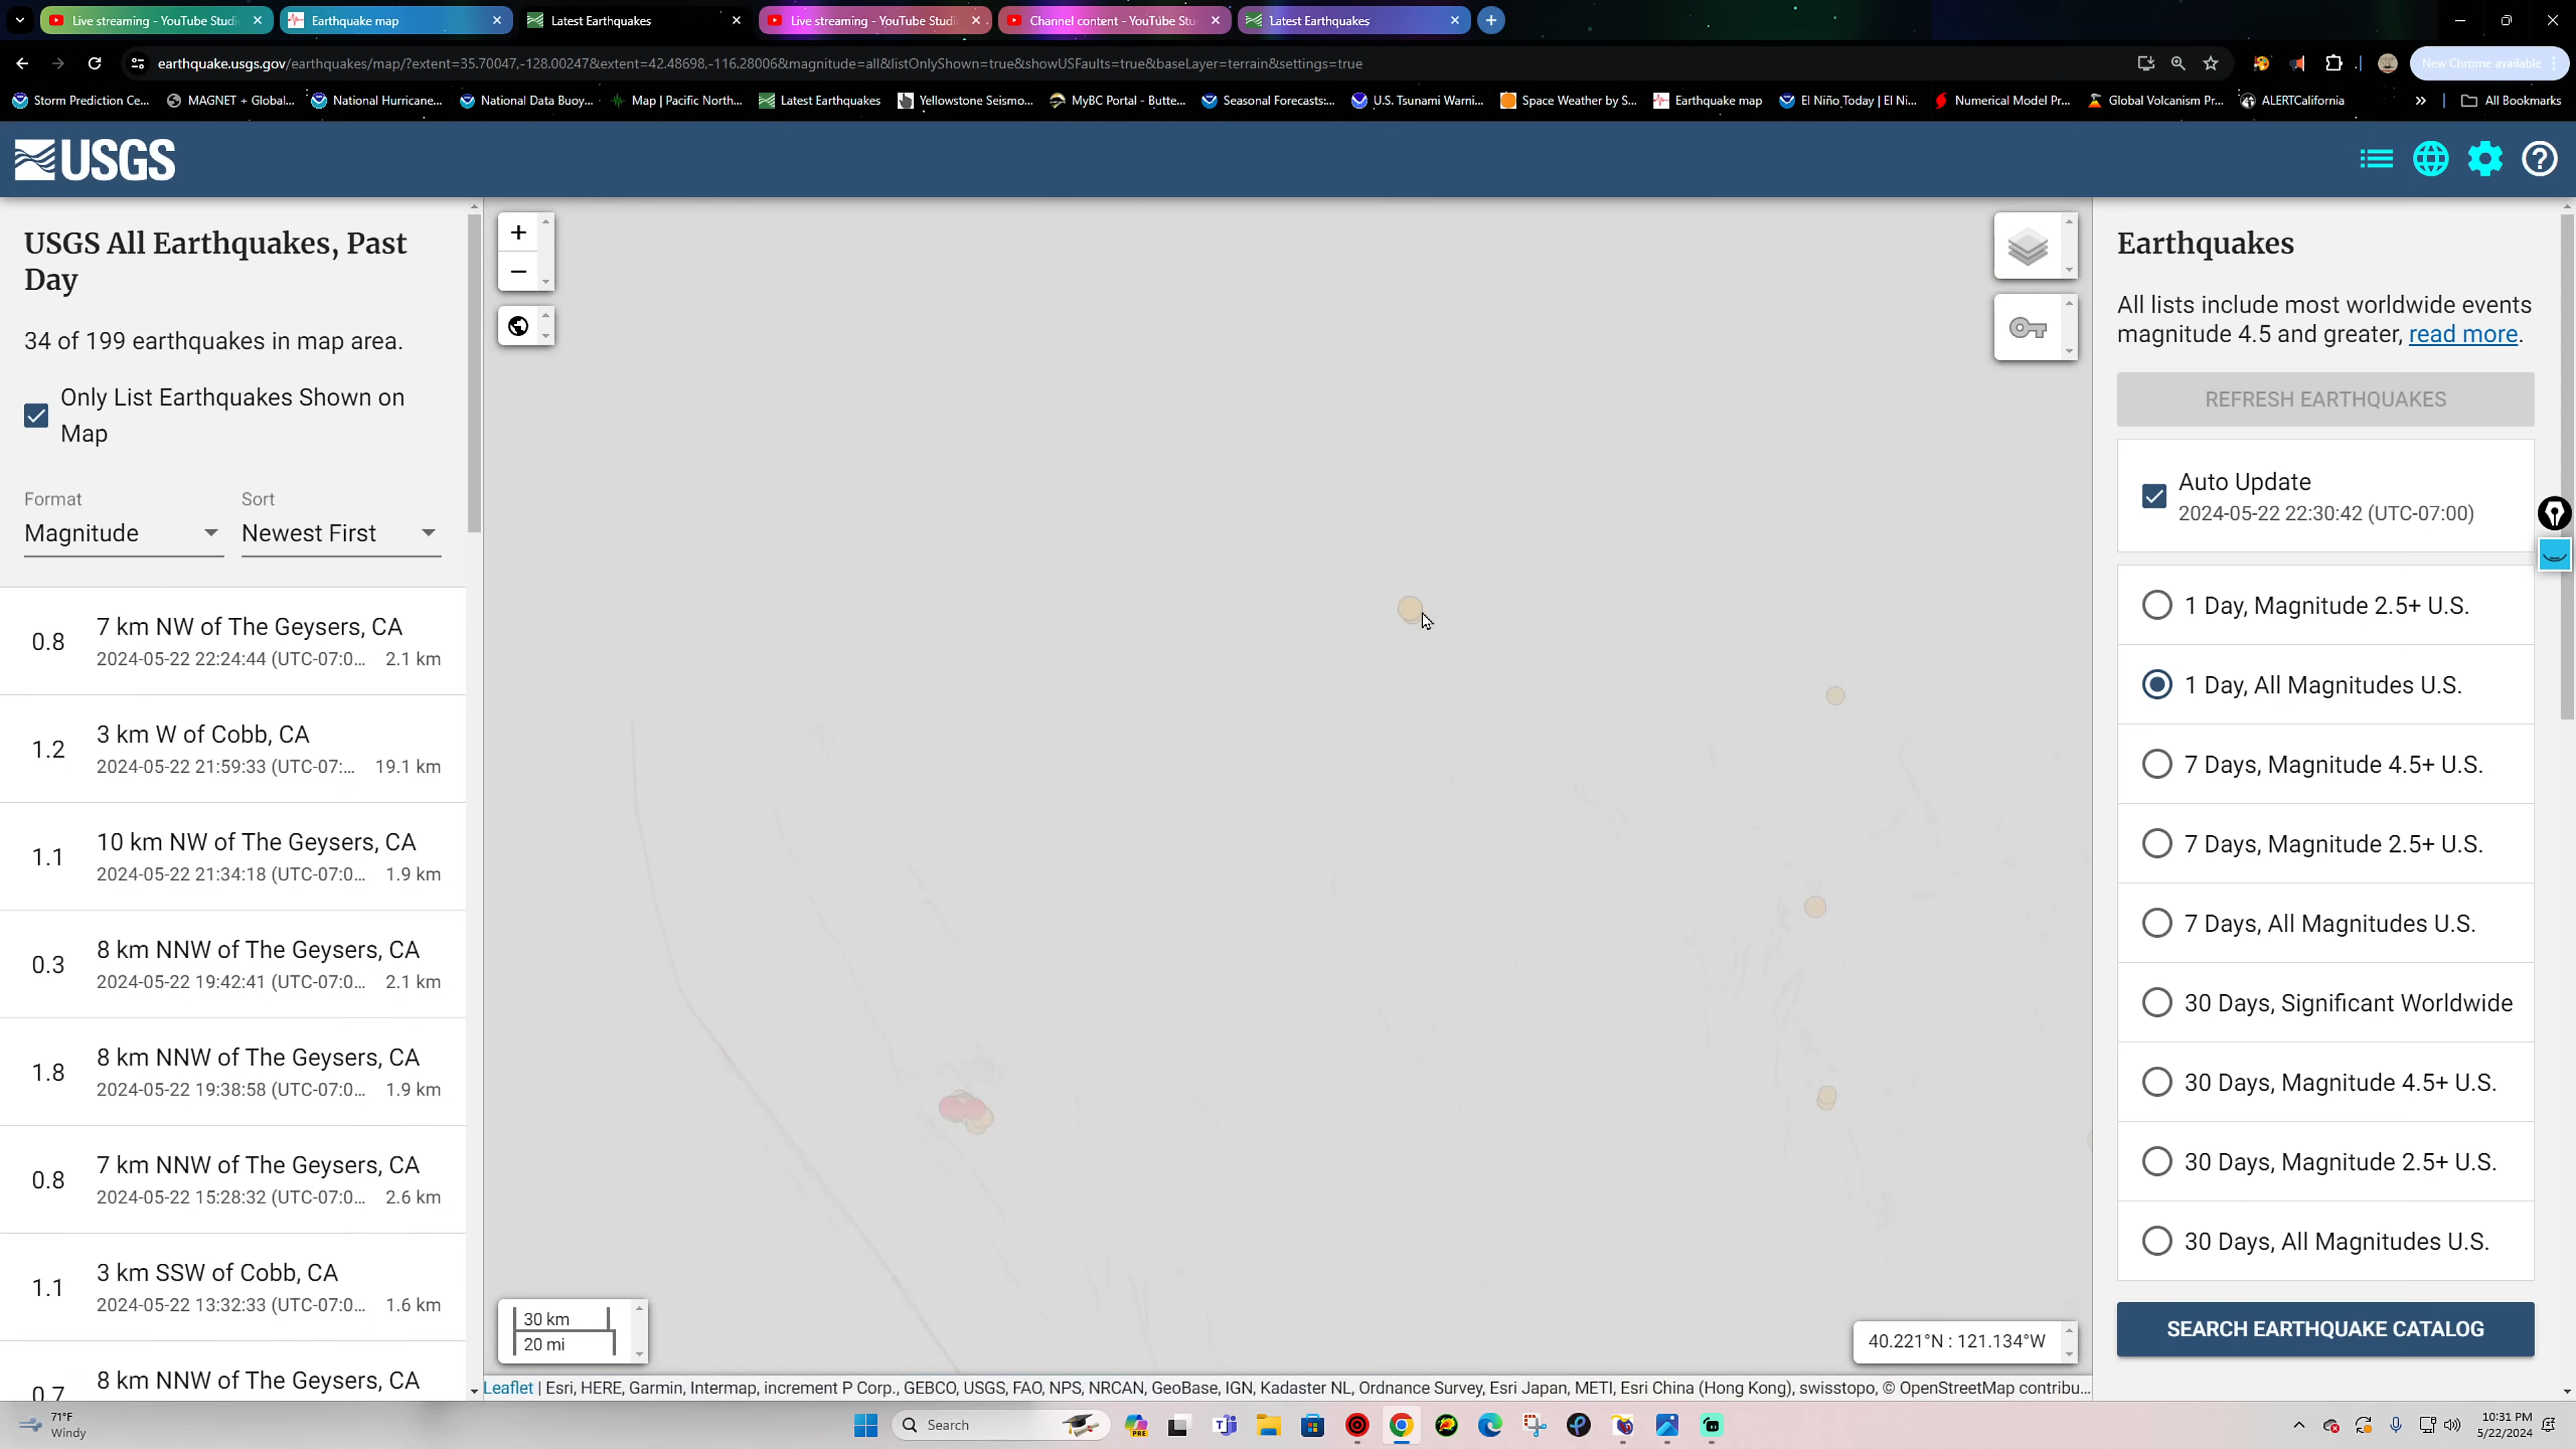 Live streaming - YouTube Studi
Earthquake map
Latest Earthquakes
Live streaming - YouTube Studi
Channel content - YouTube Stu
Latest Earthquakes
earthquake.usgs.gov/earthquakes/map/?extent=35.70047,-128.00247&extent=42.48698,-116.28006&magnitude=all&listOnlyShown=true&showUSFaults=true&baseLayer=terrain&settings=true
New Chrome available
Storm Prediction Ce...
MAGNET + Global...
National Hurricane...
National Data Buoy...
Map | Pacific North...
Latest Earthquakes
Yellowstone Seismo...
MyBC Portal - Butte...
Seasonal Forecasts:...
U.S. Tsunami Warni...
Space Weather by S...
Earthquake map
El Niño Today | El Ni...
Numerical Model Pr...
Global Volcanism Pr...
ALERTCalifornia
All Bookmarks
USGS
USGS All Earthquakes, Past
Day
34 of 199 earthquakes in map area.
Only List Earthquakes Shown on
Map
Format
Sort
Magnitude
Newest First
0.8
7 km NW of The Geysers, CA
2024-05-22 22:24:44 (UTC-07:0... 2.1 km
1.2
3 km W of Cobb, CA
2024-05-22 21:59:33 (UTC-07:... 19.1 km
1.1
10 km NW of The Geysers, CA
2024-05-22 21:34:18 (UTC-07:0... 1.9 km
0.3
8 km NNW of The Geysers, CA
2024-05-22 19:42:41 (UTC-07:0... 2.1 km
1.8
8 km NNW of The Geysers, CA
2024-05-22 19:38:58 (UTC-07:0... 1.9 km
0.8
7 km NNW of The Geysers, CA
2024-05-22 15:28:32 (UTC-07:0... 2.6 km
1.1
3 km SSW of Cobb, CA
2024-05-22 13:32:33 (UTC-07:0... 1.6 km
0.7
8 km NNW of The Geysers, CA
+
−
30 km
20 mi
40.221°N : 121.134°W
Leaflet | Esri, HERE, Garmin, Intermap, increment P Corp., GEBCO, USGS, FAO, NPS, NRCAN, GeoBase, IGN, Kadaster NL, Ordnance Survey, Esri Japan, METI, Esri China (Hong Kong), swisstopo, © OpenStreetMap contribu...
Earthquakes
All lists include most worldwide events
magnitude 4.5 and greater, read more.
REFRESH EARTHQUAKES
Auto Update
2024-05-22 22:30:42 (UTC-07:00)
1 Day, Magnitude 2.5+ U.S.
1 Day, All Magnitudes U.S.
7 Days, Magnitude 4.5+ U.S.
7 Days, Magnitude 2.5+ U.S.
7 Days, All Magnitudes U.S.
30 Days, Significant Worldwide
30 Days, Magnitude 4.5+ U.S.
30 Days, Magnitude 2.5+ U.S.
30 Days, All Magnitudes U.S.
SEARCH EARTHQUAKE CATALOG
71°F
Windy
Search
PRE
10:31 PM
5/22/2024